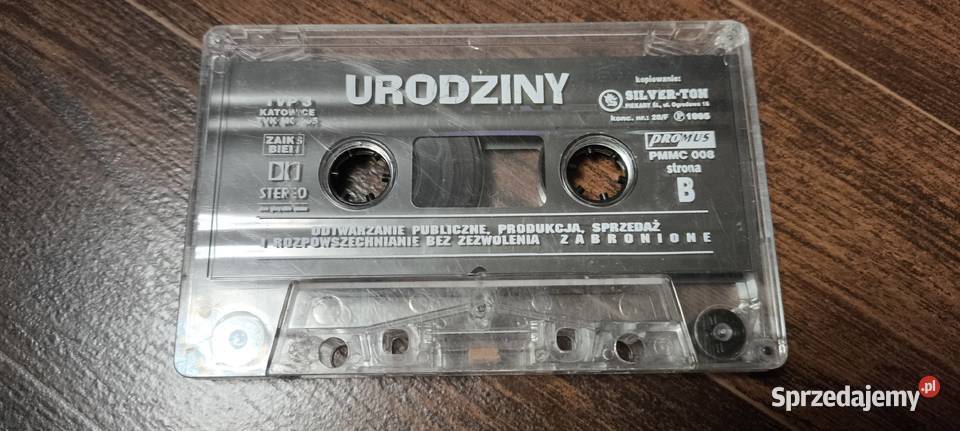 URODZINY
TVP 3
KATOWICE
ZAIKS
BIEM
STEREO
kopiowanie:
SILVER-TON
PIEKARY ŚL., ul. Ogrodowa 16
konc. nr.: 28/F Ⓟ 1995
PROMUS
PMMC 008
strona
B
ODTWARZANIE PUBLICZNE, PRODUKCJA, SPRZEDAŻ
I ROZPOWSZECHNIANIE BEZ ZEZWOLENIA ZABRONIONE
Sprzedajemy.pl